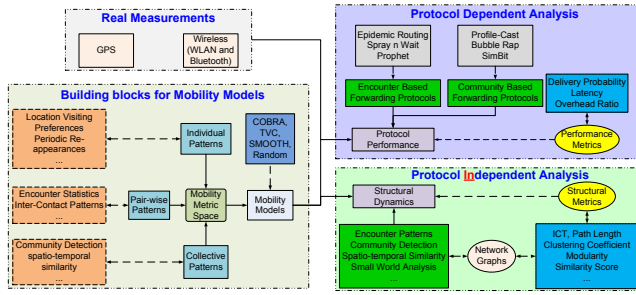 Real Measurements
GPS
Wireless
(WLAN and
Bluetooth)
Building blocks for Mobility Models
Location Visiting
Preferences
Periodic Re-
appearances
...
Individual
Patterns
COBRA,
TVC,
SMOOTH,
Random
Encounter Statistics
Inter-Contact Patterns
...
Pair-wise
Patterns
Mobility
Metric
Space
Mobility
Models
Community Detection
spatio-temporal
similarity
...
Collective
Patterns
Protocol Dependent Analysis
Epidemic Routing
Spray n Wait
Prophet
Profile-Cast
Bubble Rap
SimBit
Encounter Based
Forwarding Protocols
Community Based
Forwarding Protocols
Delivery Probability
Latency
Overhead Ratio
Protocol
Performance
Performance
Metrics
Protocol Independent Analysis
Structural
Dynamics
Structural
Metrics
Encounter Patterns
Community Detection
Spatio-temporal Similarity
Small World Analysis
...
Network
Graphs
ICT, Path Length
Clustering Coefficient
Modularity
Similarity Score
...